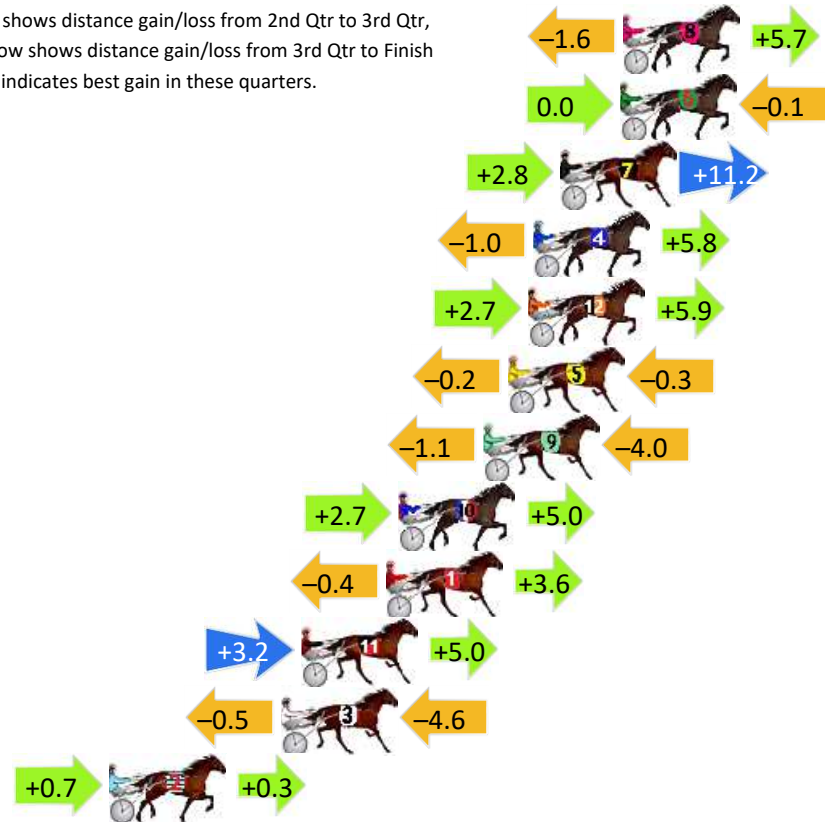 shows distance gain/loss from 2nd Qtr to 3rd Qtr,
ow shows distance gain/loss from 3rd Qtr to Finish
indicates best gain in these quarters.
–1.6 8 +5.7
0.0 –0.1
+2.8 7 +11.2
–1.0 4 +5.8
+2.7 12 +5.9
–0.2 5 –0.3
–1.1 9 –4.0
+2.7 10 +5.0
–0.4 1 +3.6
+3.2 11 +5.0
–0.5 3 –4.6
+0.7 2 +0.3